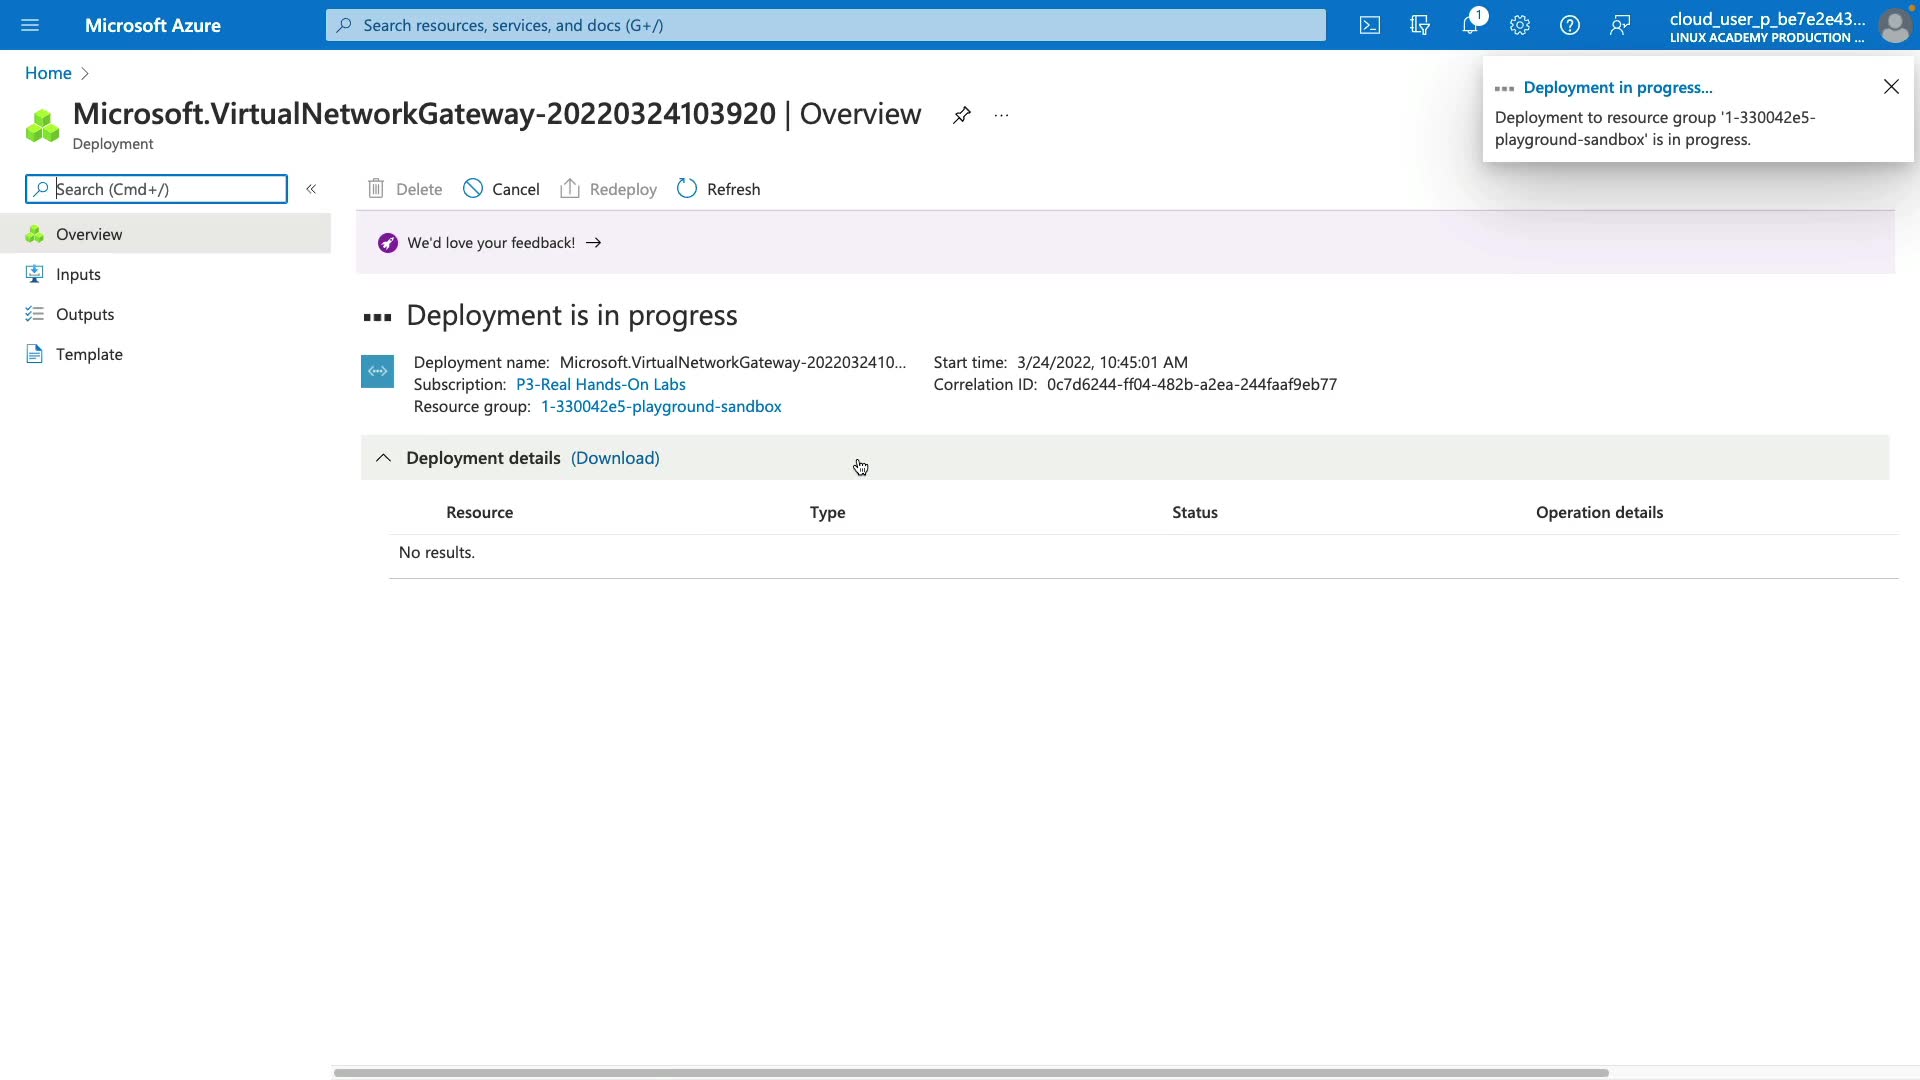 Microsoft Azure
Search resources, services, and docs (G+/)
1
cloud_user_p_be7e2e43...
LINUX ACADEMY PRODUCTION ...
Home
Microsoft.VirtualNetworkGateway-20220324103920 | Overview
...
Deployment
Deployment in progress...
Deployment to resource group '1-330042e5-
playground-sandbox' is in progress.
Search (Cmd+/)
Delete
Cancel
Redeploy
Refresh
Overview
Inputs
Outputs
Template
We'd love your feedback! →
Deployment is in progress
Deployment name: Microsoft.VirtualNetworkGateway-2022032410...
Subscription: P3-Real Hands-On Labs
Resource group: 1-330042e5-playground-sandbox
Start time: 3/24/2022, 10:45:01 AM
Correlation ID: 0c7d6244-ff04-482b-a2ea-244faaf9eb77
Deployment details (Download)
Resource Type Status Operation details
No results.